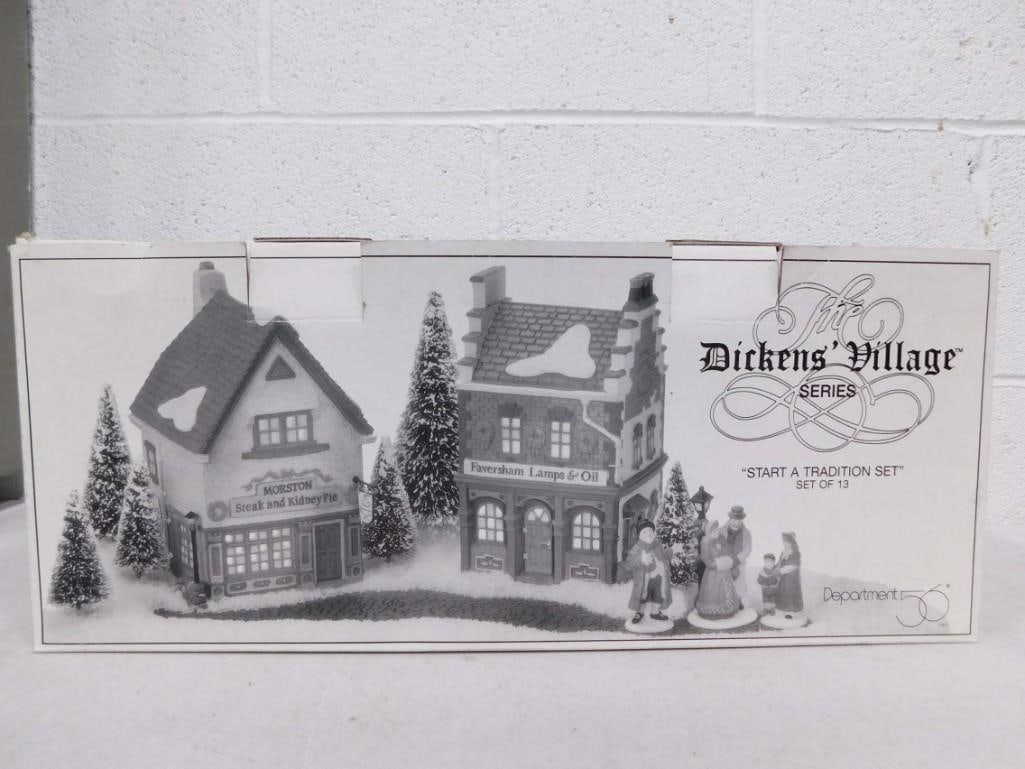 The
Dickens' Village™
SERIES
"START A TRADITION SET"
SET OF 13
MORSTON
Steak and Kidney Pie
Faversham Lamps & Oil
Department 56®